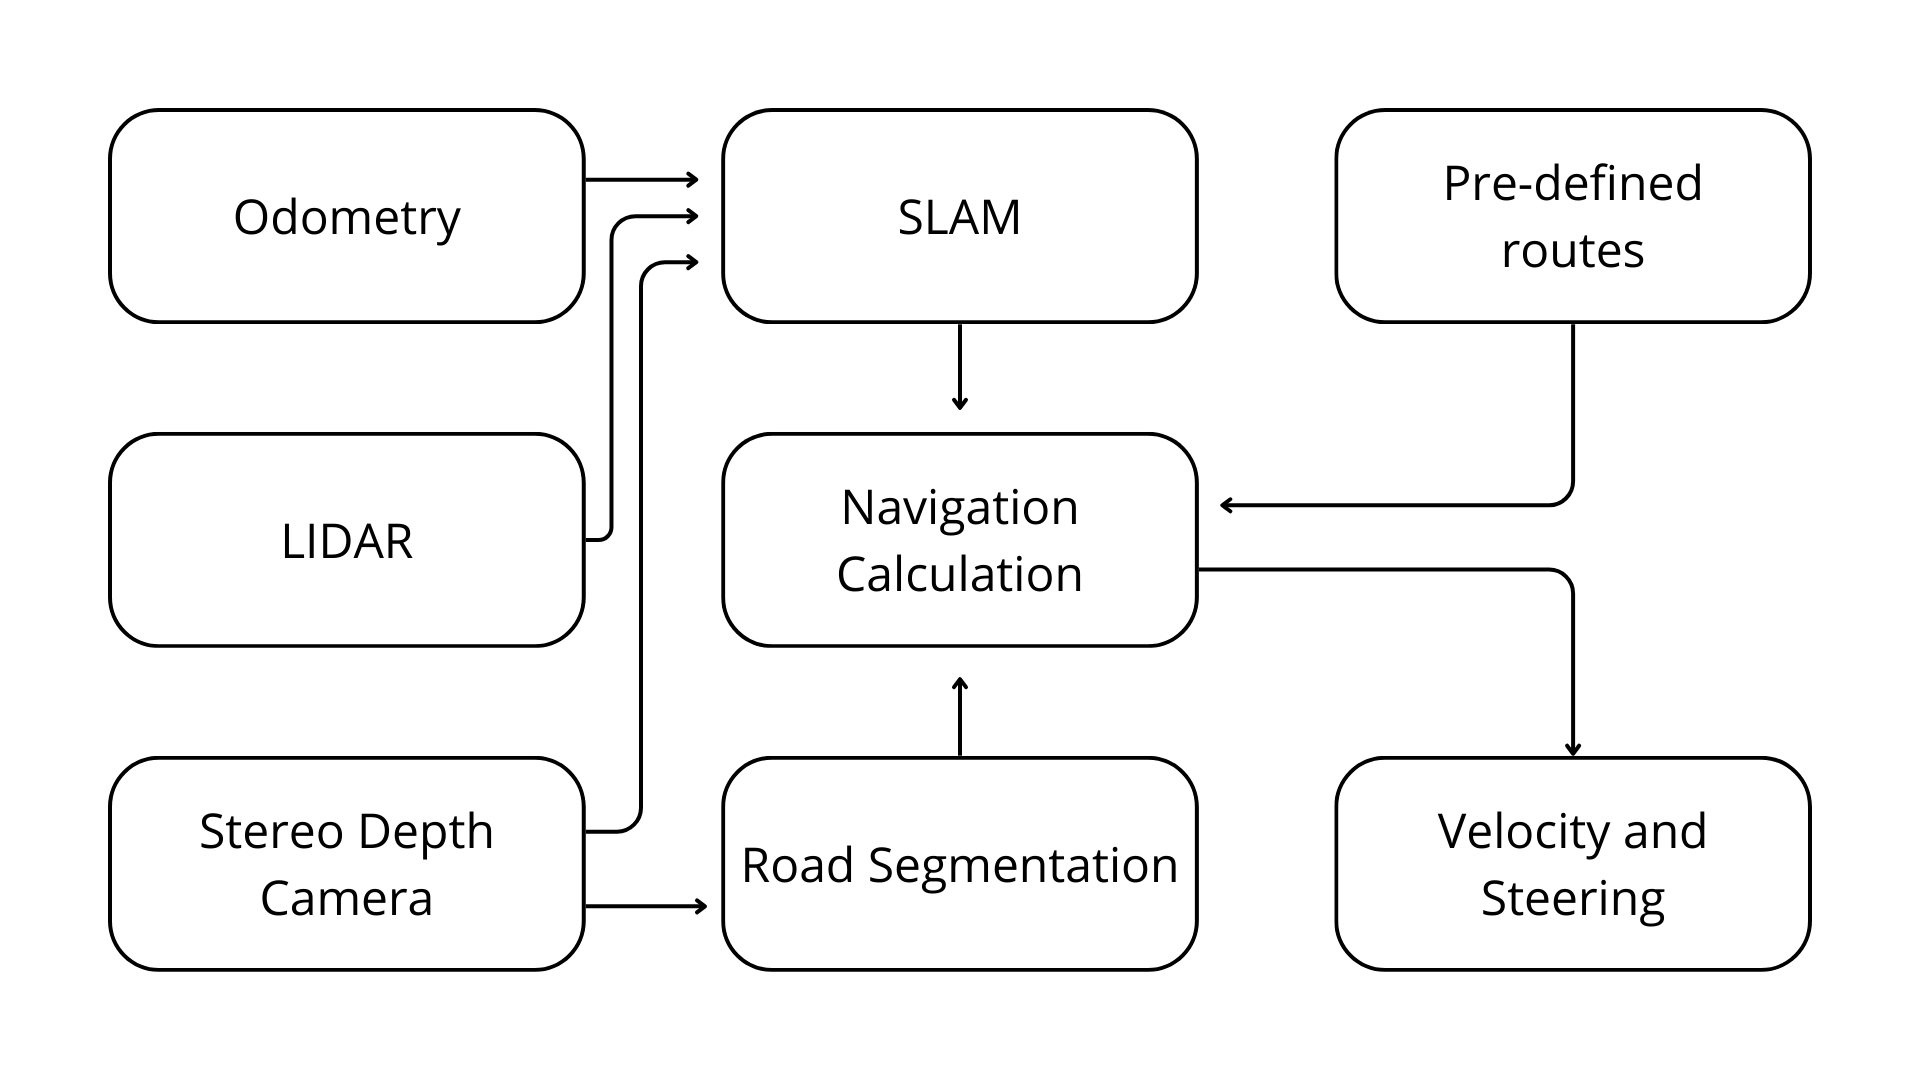 Odometry
SLAM
Pre-defined
routes
LIDAR
Navigation
Calculation
Stereo Depth
Camera
Road Segmentation
Velocity and
Steering